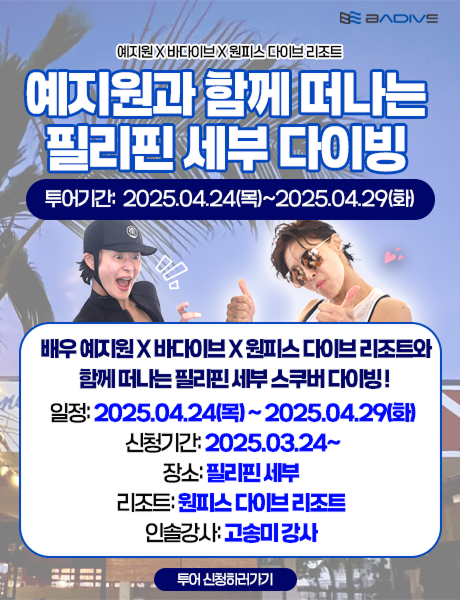 BADIVE
예지원 X 바다이브 X 원피스 다이브 리조트
예지원과 함께 떠나는
필리핀 세부 다이빙
투어기간: 2025.04.24(목)~2025.04.29(화)
배우 예지원 X 바다이브 X 원피스 다이브 리조트와
함께 떠나는 필리핀 세부 스쿠버 다이빙 !
일정: 2025.04.24(목) ~ 2025.04.29(화)
신청기간: 2025.03.24~
장소: 필리핀 세부
리조트: 원피스 다이브 리조트
인솔강사: 고송미 강사
투어 신청하러가기